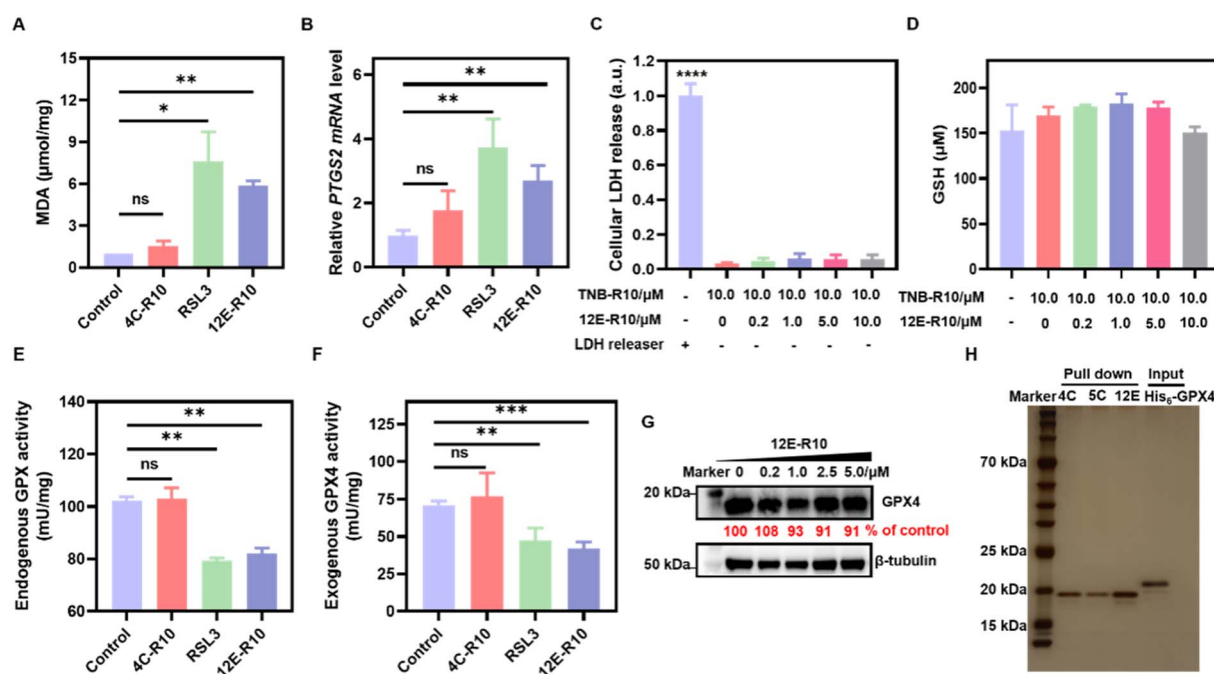 A
MDA (μmol/mg)
15
12
9
6
3
1
0
ns
*
**
Control
4C-R10
RSL3
12E-R10
B
Relative PTGS2 mRNA level
6
4
2
0
ns
**
**
Control
4C-R10
RSL3
12E-R10
C
Cellular LDH release (a.u.)
1.2
1.0
0.8
0.6
0.4
0.2
0.0
****
TNB-R10/μM - 10.0 10.0 10.0 10.0 10.0
12E-R10/μM - 0 0.2 1.0 5.0 10.0
LDH releaser + - - - - -
D
GSH (μM)
200
150
100
50
0
TNB-R10/μM - 10.0 10.0 10.0 10.0 10.0
12E-R10/μM - 0 0.2 1.0 5.0 10.0
E
Endogenous GPX activity
(mU/mg)
140
120
100
80
60
ns
**
**
Control
4C-R10
RSL3
12E-R10
F
Exogenous GPX4 activity
(mU/mg)
125
100
75
50
25
0
ns
**
***
Control
4C-R10
RSL3
12E-R10
G
12E-R10
Marker 0 0.2 1.0 2.5 5.0/μM
20 kDa
GPX4
100 108 93 91 91 % of control
50 kDa
β-tubulin
H
Pull down Input
Marker 4C 5C 12E His₆-GPX4
70 kDa
25 kDa
20 kDa
15 kDa